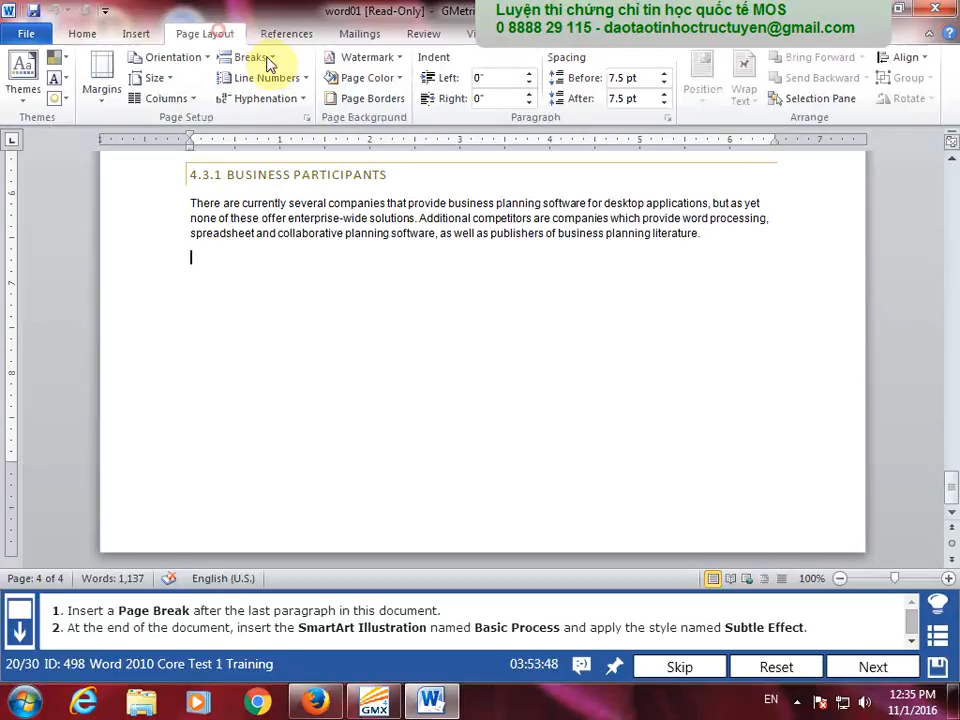 word01 [Read-Only] - GMetri
Luyện thi chứng chỉ tin học quốc tế MOS
0 8888 29 115 - daotaotinhoctructuyen@gmail.com
File Home Insert Page Layout References Mailings Review
Themes Margins Orientation Size Columns Breaks Line Numbers Hyphenation
Watermark Page Color Page Borders
Indent Left: 0" Right: 0"
Spacing Before: 7.5 pt After: 7.5 pt
Position Wrap Text Bring Forward Send Backward Selection Pane Align Group Rotate
Themes Page Setup Page Background Paragraph Arrange
4.3.1 BUSINESS PARTICIPANTS
There are currently several companies that provide business planning software for desktop applications, but as yet
none of these offer enterprise-wide solutions. Additional competitors are companies which provide word processing,
spreadsheet and collaborative planning software, as well as publishers of business planning literature.
Page: 4 of 4 Words: 1,137 English (U.S.) 100%
1. Insert a Page Break after the last paragraph in this document.
2. At the end of the document, insert the SmartArt Illustration named Basic Process and apply the style named Subtle Effect.
20/30 ID: 498 Word 2010 Core Test 1 Training 03:53:48 Skip Reset Next
GMX EN 12:35 PM
11/1/2016